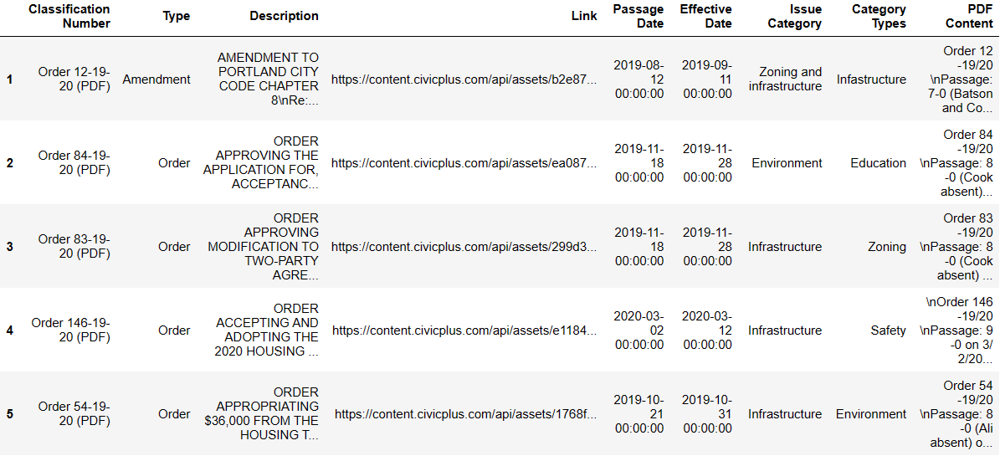 Classification Number Type Description Link Passage Date Effective Date Issue Category Category Types PDF Content
1 Order 12-19-20 (PDF) Amendment AMENDMENT TO PORTLAND CITY CODE CHAPTER 8\nRe:... https://content.civicplus.com/api/assets/b2e87... 2019-08-12 00:00:00 2019-09-11 00:00:00 Zoning and infrastructure Infastructure Order 12 -19/20 \nPassage: 7-0 (Batson and Co...
2 Order 84-19-20 (PDF) Order ORDER APPROVING THE APPLICATION FOR, ACCEPTANC... https://content.civicplus.com/api/assets/ea087... 2019-11-18 00:00:00 2019-11-28 00:00:00 Environment Education Order 84 -19/20 \nPassage: 8 -0 (Cook absent)...
3 Order 83-19-20 (PDF) Order ORDER APPROVING MODIFICATION TO TWO-PARTY AGRE... https://content.civicplus.com/api/assets/299d3... 2019-11-18 00:00:00 2019-11-28 00:00:00 Infrastructure Zoning Order 83 -19/20 \nPassage: 8 -0 (Cook absent) ...
4 Order 146-19-20 (PDF) Order ORDER ACCEPTING AND ADOPTING THE 2020 HOUSING ... https://content.civicplus.com/api/assets/e1184... 2020-03-02 00:00:00 2020-03-12 00:00:00 Infrastructure Safety \nOrder 146 -19/20 \nPassage: 9 -0 on 3/ 2/20...
5 Order 54-19-20 (PDF) Order ORDER APPROPRIATING $36,000 FROM THE HOUSING T... https://content.civicplus.com/api/assets/1768f... 2019-10-21 00:00:00 2019-10-31 00:00:00 Infrastructure Environment Order 54 -19/20 \nPassage: 8 -0 (Ali absent) o...